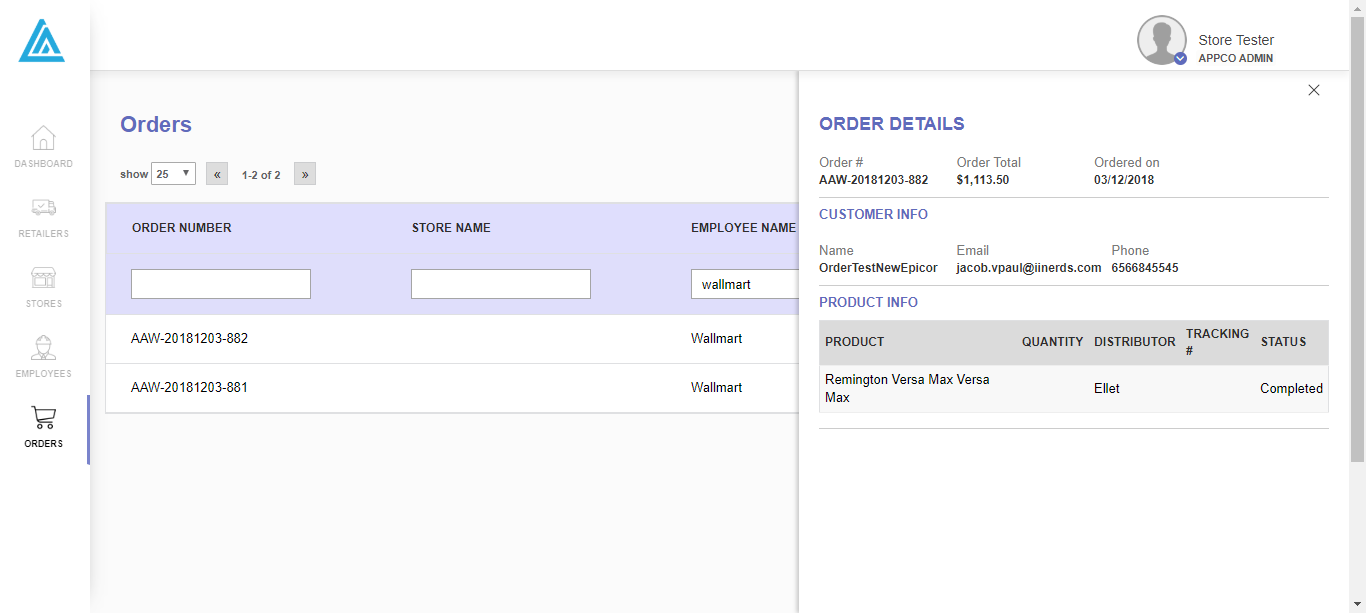 Store Tester
APPCO ADMIN
DASHBOARD
RETAILERS
STORES
EMPLOYEES
ORDERS
Orders
show 25 « 1-2 of 2 »
ORDER NUMBER STORE NAME EMPLOYEE NAME
wallmart
AAW-20181203-882 Wallmart
AAW-20181203-881 Wallmart
ORDER DETAILS
Order # Order Total Ordered on
AAW-20181203-882 $1,113.50 03/12/2018
CUSTOMER INFO
Name Email Phone
OrderTestNewEpicor jacob.vpaul@iinerds.com 6566845545
PRODUCT INFO
PRODUCT QUANTITY DISTRIBUTOR TRACKING # STATUS
Remington Versa Max Versa
Max Ellet Completed